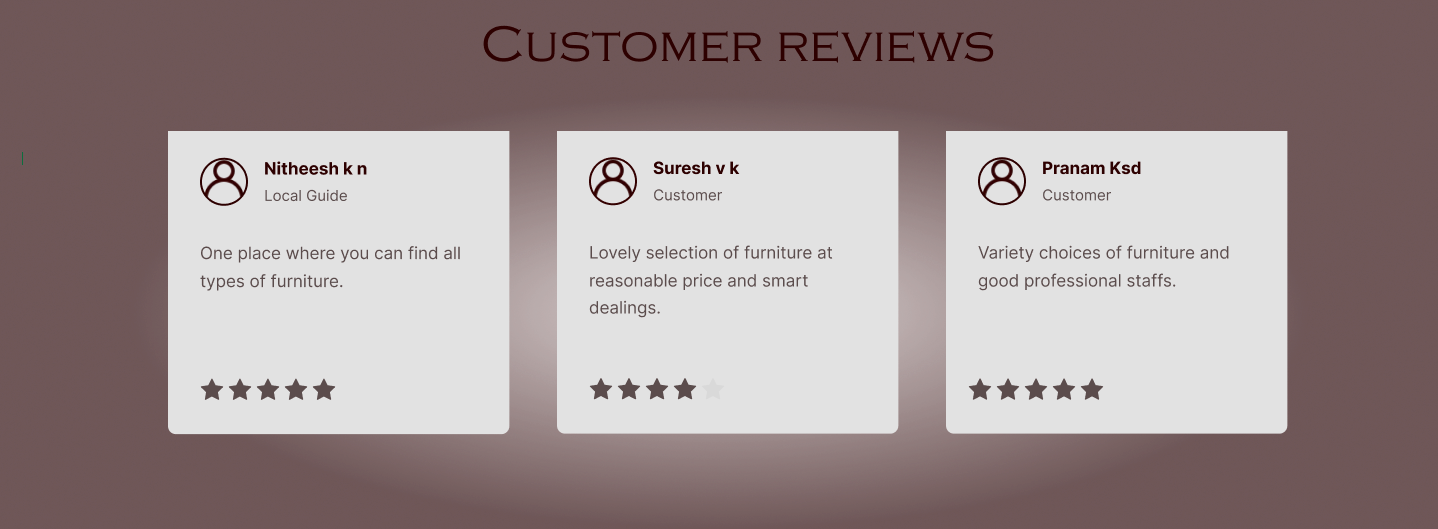 CUSTOMER REVIEWS
Nitheesh k n
Local Guide
One place where you can find all
types of furniture.
Suresh v k
Customer
Lovely selection of furniture at
reasonable price and smart
dealings.
Pranam Ksd
Customer
Variety choices of furniture and
good professional staffs.